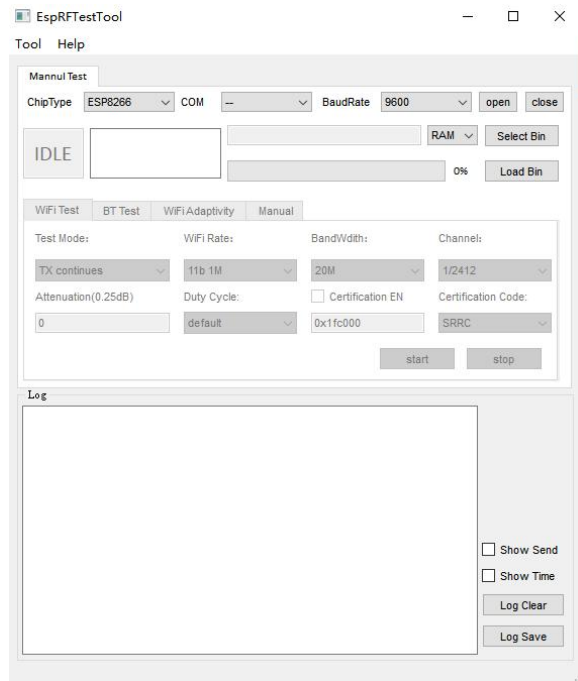 EspRFTestTool
Tool Help
Mannul Test
ChipType ESP8266 COM -- BaudRate 9600 open close
IDLE RAM Select Bin
0% Load Bin
WiFi Test BT Test WiFi Adaptivity Manual
Test Mode: WiFi Rate: BandWdith: Channel:
TX continues 11b 1M 20M 1/2412
Attenuation(0.25dB) Duty Cycle: Certification EN Certification Code:
0 default 0x1fc000 SRRC
start stop
Log
Show Send
Show Time
Log Clear
Log Save